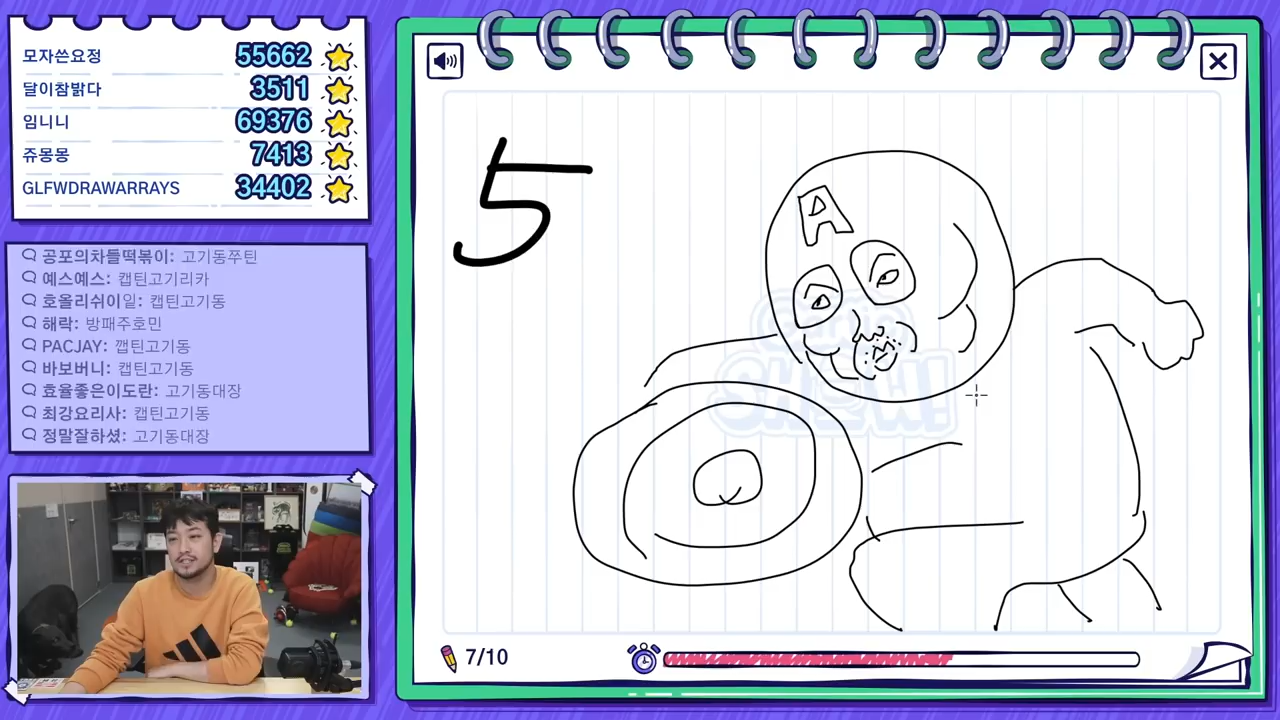 모자쓴요정 55662
달이참밝다 3511
임니니 69376
쥬몽몽 7413
GLFWDRAWARRAYS 34402
공포의차틀떡볶이: 고기동쭈틴
예스예스: 캡틴고기리카
호올리쉬이일: 캡틴고기동
해락: 방패주호민
PACJAY: 깹틴고기동
바보버니: 캡틴고기동
효율좋은이도란: 고기동대장
최강요리사: 캡틴고기동
정말잘하셨: 고기동대장
5
A
SHOW!
7/10